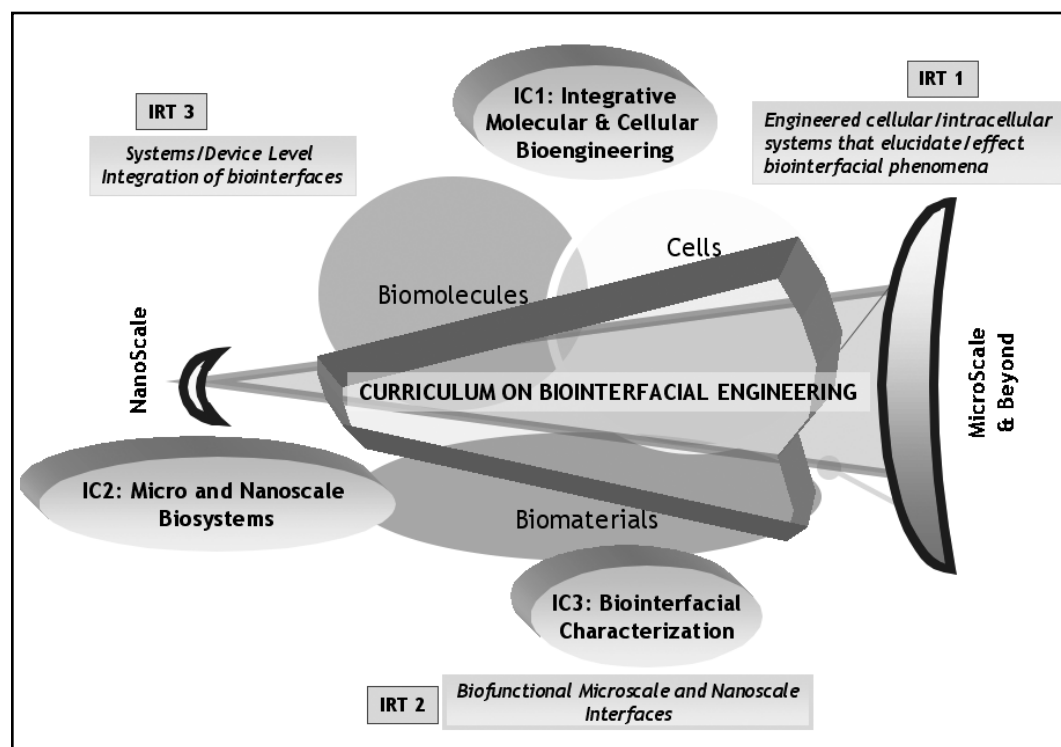 IRT 1
IRT 3
IC1: Integrative
Molecular & Cellular
Bioengineering
Engineered cellular/intracellular
systems that elucidate/effect
biointerfacial phenomena
Systems/Device Level
Integration of biointerfaces
Cells
Biomolecules
NanoScale
CURRICULUM ON BIOINTERFACIAL ENGINEERING
MicroScale
& Beyond
IC2: Micro and Nanoscale
Biosystems
Biomaterials
IC3: Biointerfacial
Characterization
IRT 2
Biofunctional Microscale and Nanoscale
Interfaces